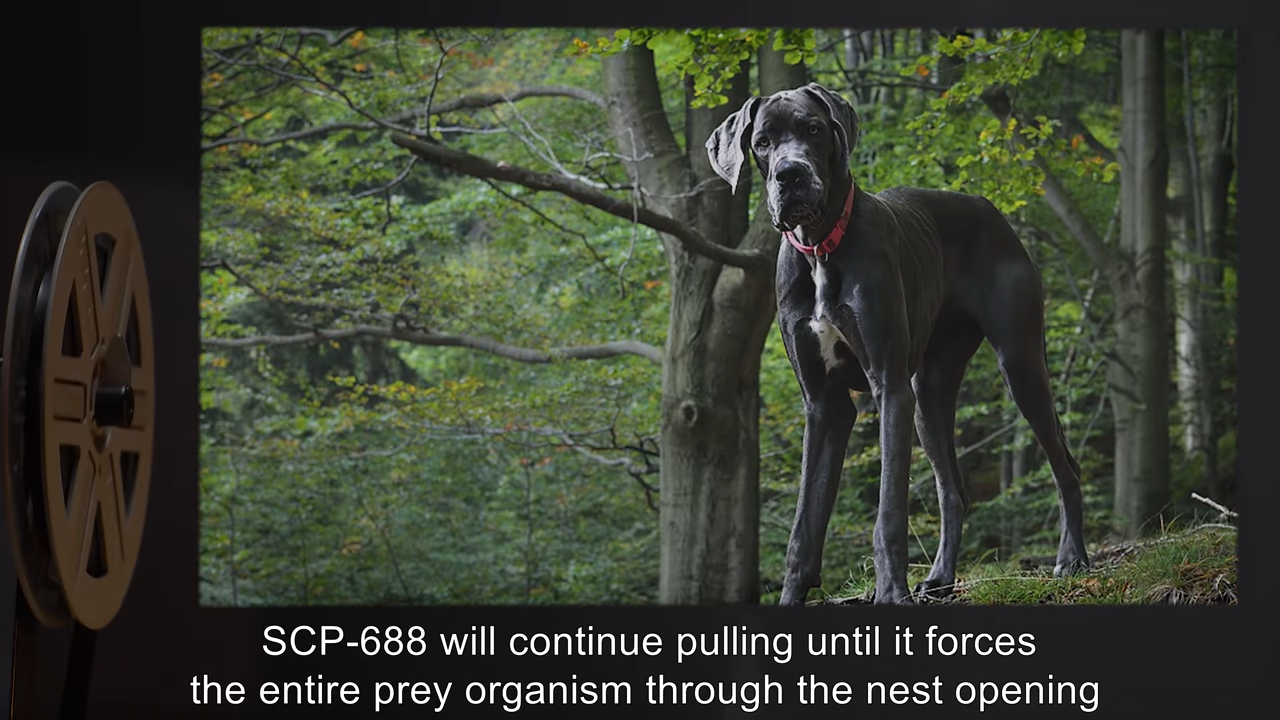 SCP-688 will continue pulling until it forces
the entire prey organism through the nest opening